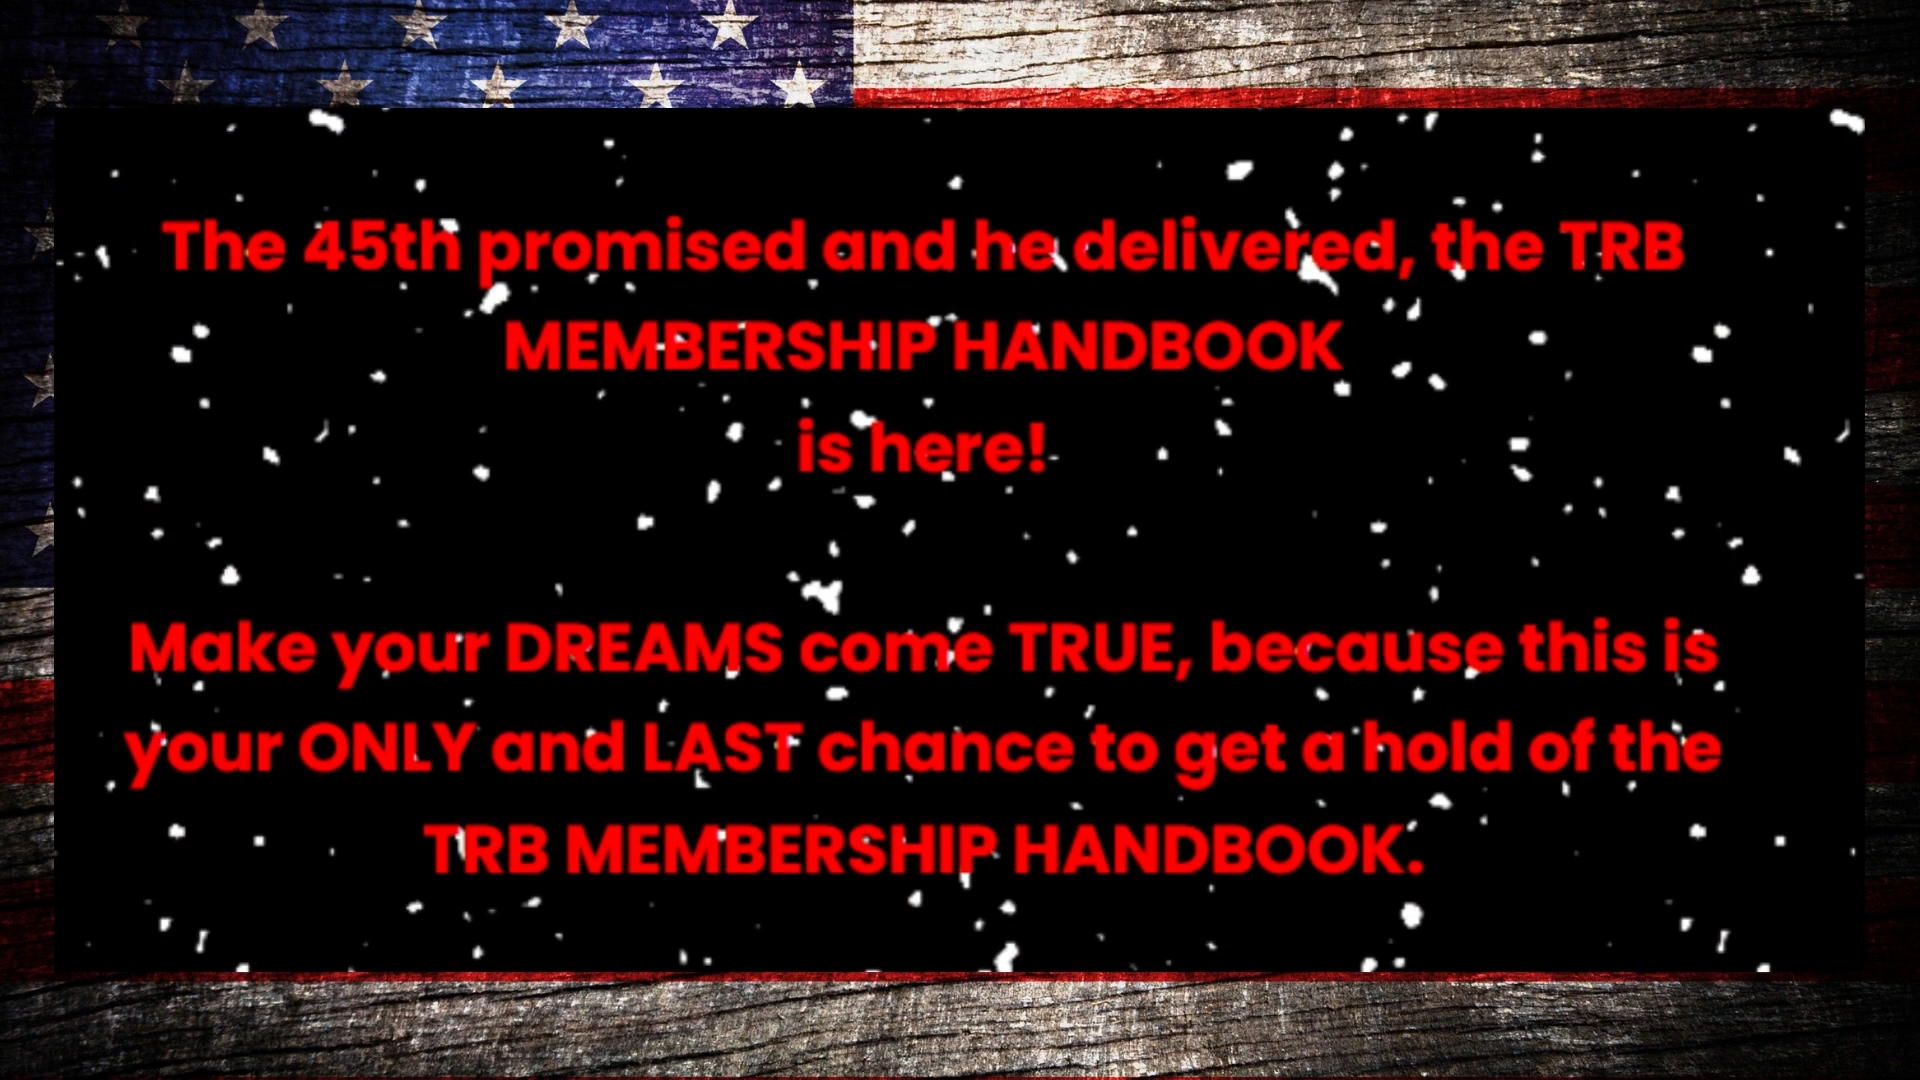 The 45th promised and he delivered, the TRB
MEMBERSHIP HANDBOOK
is here!
Make your DREAMS come TRUE, because this is
your ONLY and LAST chance to get a hold of the
TRB MEMBERSHIP HANDBOOK.